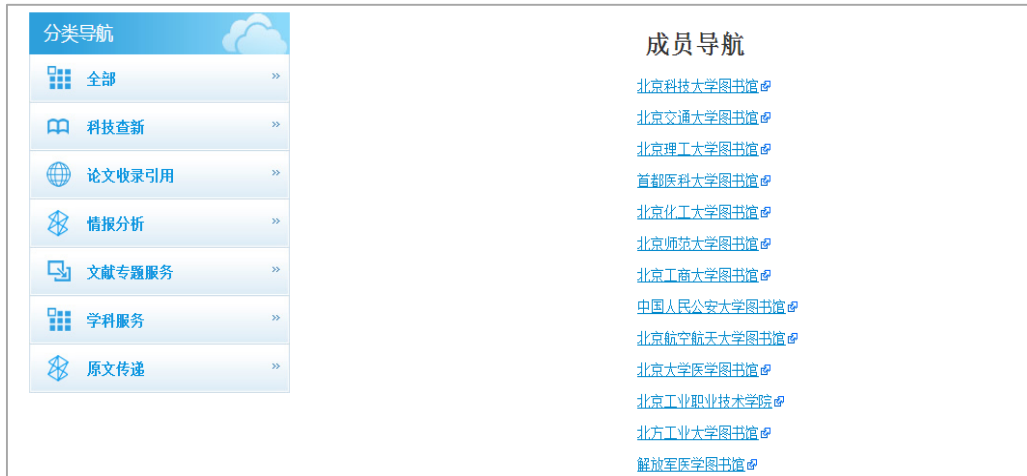 分类导航
全部
科技查新
论文收录引用
情报分析
文献专题服务
学科服务
原文传递
成员导航
北京科技大学图书馆
北京交通大学图书馆
北京理工大学图书馆
首都医科大学图书馆
北京化工大学图书馆
北京师范大学图书馆
北京工商大学图书馆
中国人民公安大学图书馆
北京航空航天大学图书馆
北京大学医学图书馆
北京工业职业技术学院
北方工业大学图书馆
解放军医学图书馆